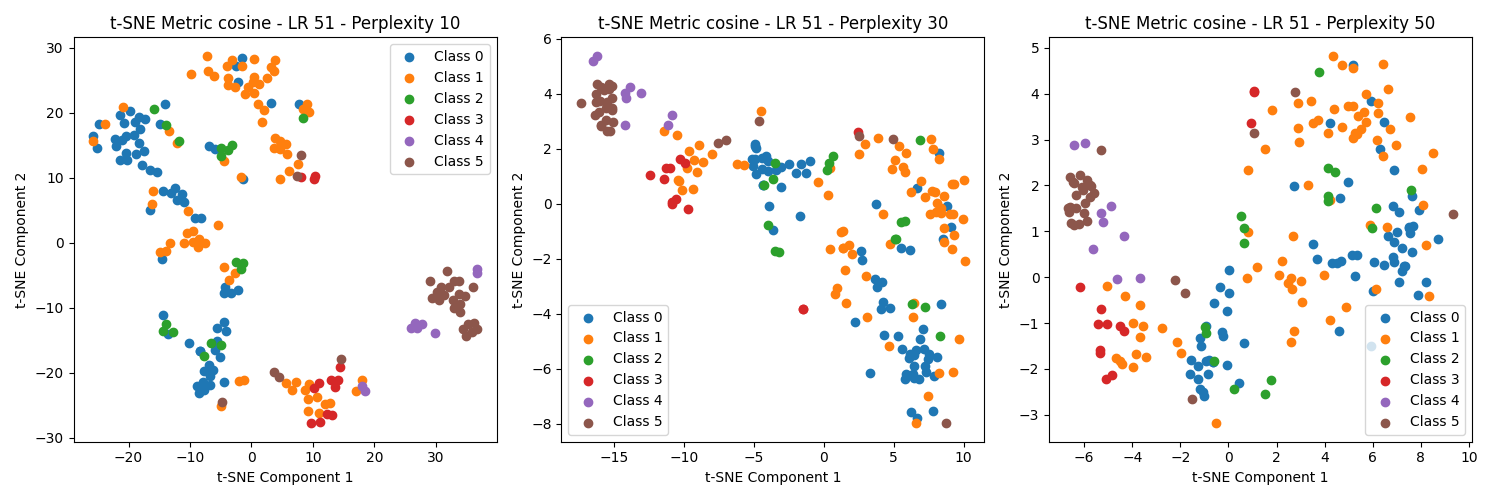 t-SNE Metric cosine - LR 51 - Perplexity 10
30
20
10
0
−10
−20
−30
t-SNE Component 2
Class 0
Class 1
Class 2
Class 3
Class 4
Class 5
−20 −10 0 10 20 30
t-SNE Component 1
t-SNE Metric cosine - LR 51 - Perplexity 30
6
4
2
0
−2
−4
−6
−8
t-SNE Component 2
Class 0
Class 1
Class 2
Class 3
Class 4
Class 5
−15 −10 −5 0 5 10
t-SNE Component 1
t-SNE Metric cosine - LR 51 - Perplexity 50
5
4
3
2
1
0
−1
−2
−3
t-SNE Component 2
Class 0
Class 1
Class 2
Class 3
Class 4
Class 5
−6 −4 −2 0 2 4 6 8 10
t-SNE Component 1